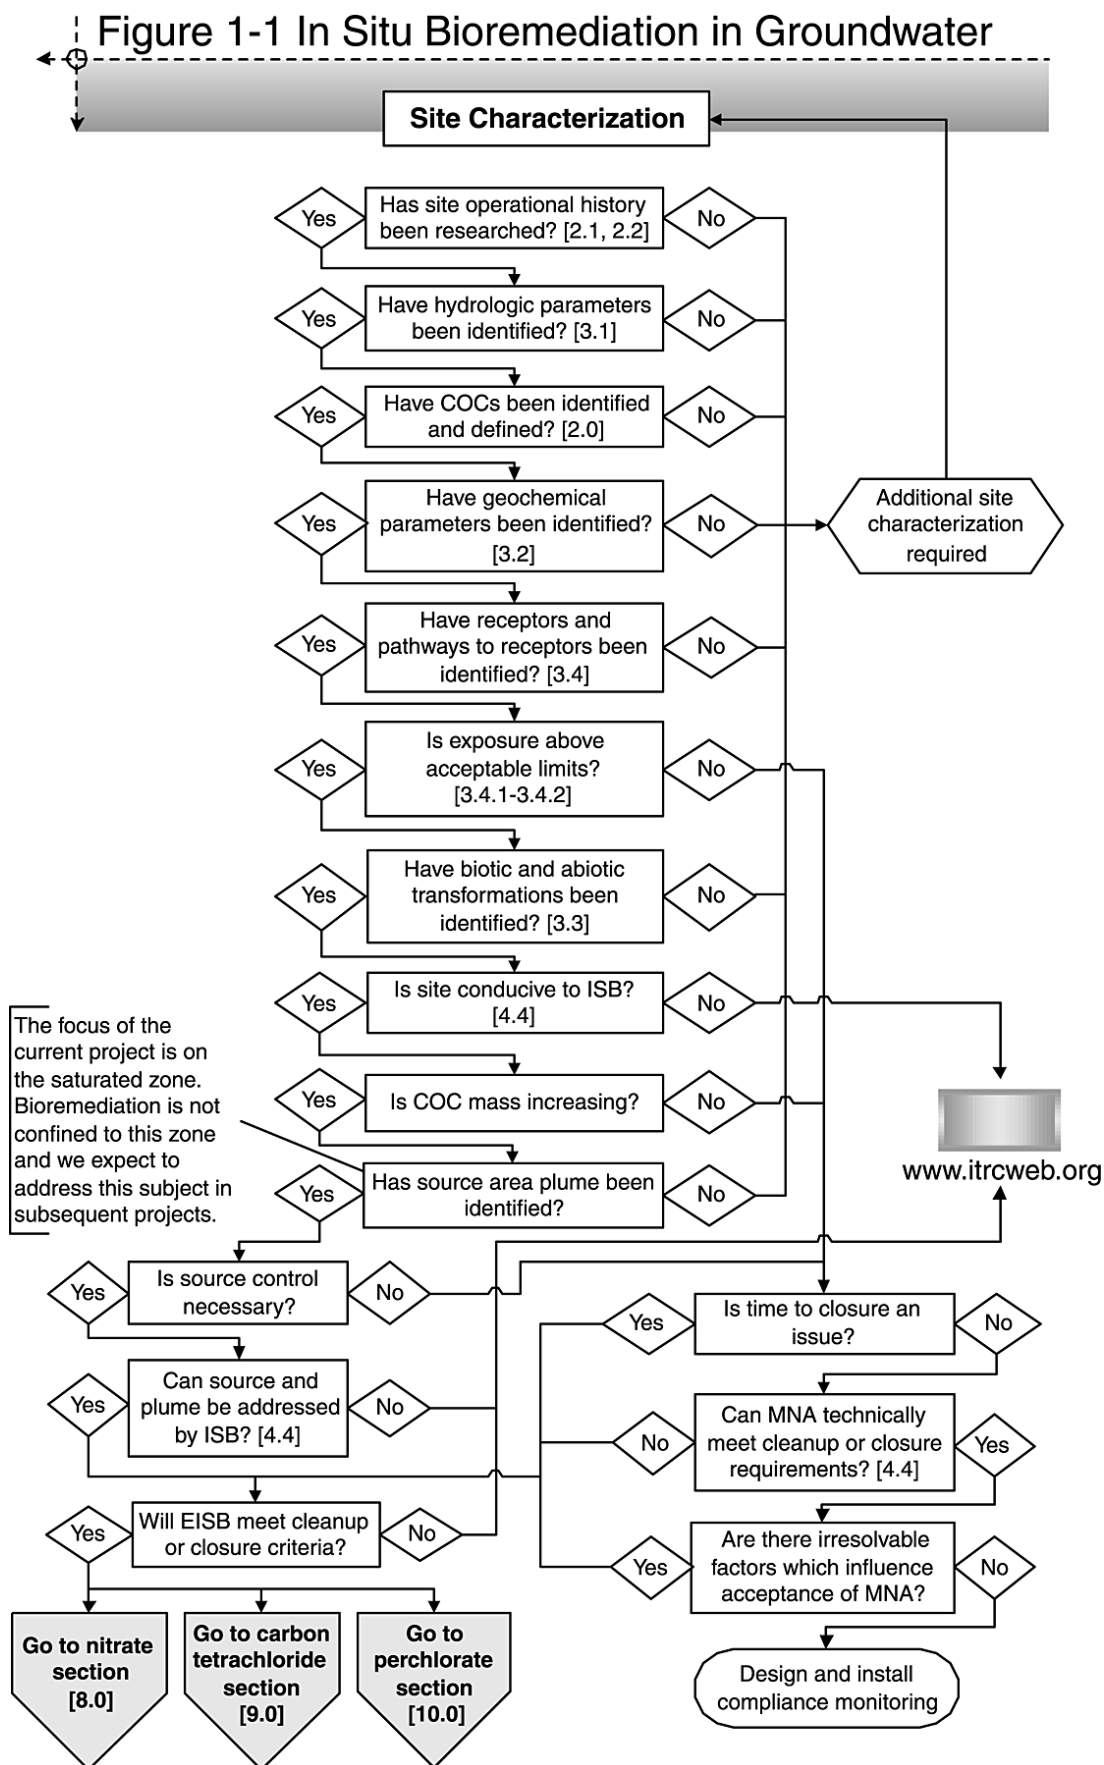 Figure 1-1 In Situ Bioremediation in Groundwater
Site Characterization
Yes
Has site operational history
been researched? [2.1, 2.2]
No
Yes
Have hydrologic parameters
been identified? [3.1]
No
Yes
Have COCs been identified
and defined? [2.0]
No
Yes
Have geochemical
parameters been identified?
[3.2]
No
Additional site
characterization
required
Yes
Have receptors and
pathways to receptors been
identified? [3.4]
No
Yes
Is exposure above
acceptable limits?
[3.4.1-3.4.2]
No
Yes
Have biotic and abiotic
transformations been
identified? [3.3]
No
Yes
Is site conducive to ISB?
[4.4]
No
The focus of the
current project is on
the saturated zone.
Bioremediation is not
confined to this zone
and we expect to
address this subject in
subsequent projects.
Yes
Is COC mass increasing?
No
www.itrcweb.org
Yes
Has source area plume been
identified?
No
Yes
Is source control
necessary?
No
Yes
Is time to closure an
issue?
No
Yes
Can source and
plume be addressed
by ISB? [4.4]
No
No
Can MNA technically
meet cleanup or closure
requirements? [4.4]
Yes
Yes
Will EISB meet cleanup
or closure criteria?
No
Yes
Are there irresolvable
factors which influence
acceptance of MNA?
No
Go to nitrate
section
[8.0]
Go to carbon
tetrachloride
section
[9.0]
Go to
perchlorate
section
[10.0]
Design and install
compliance monitoring